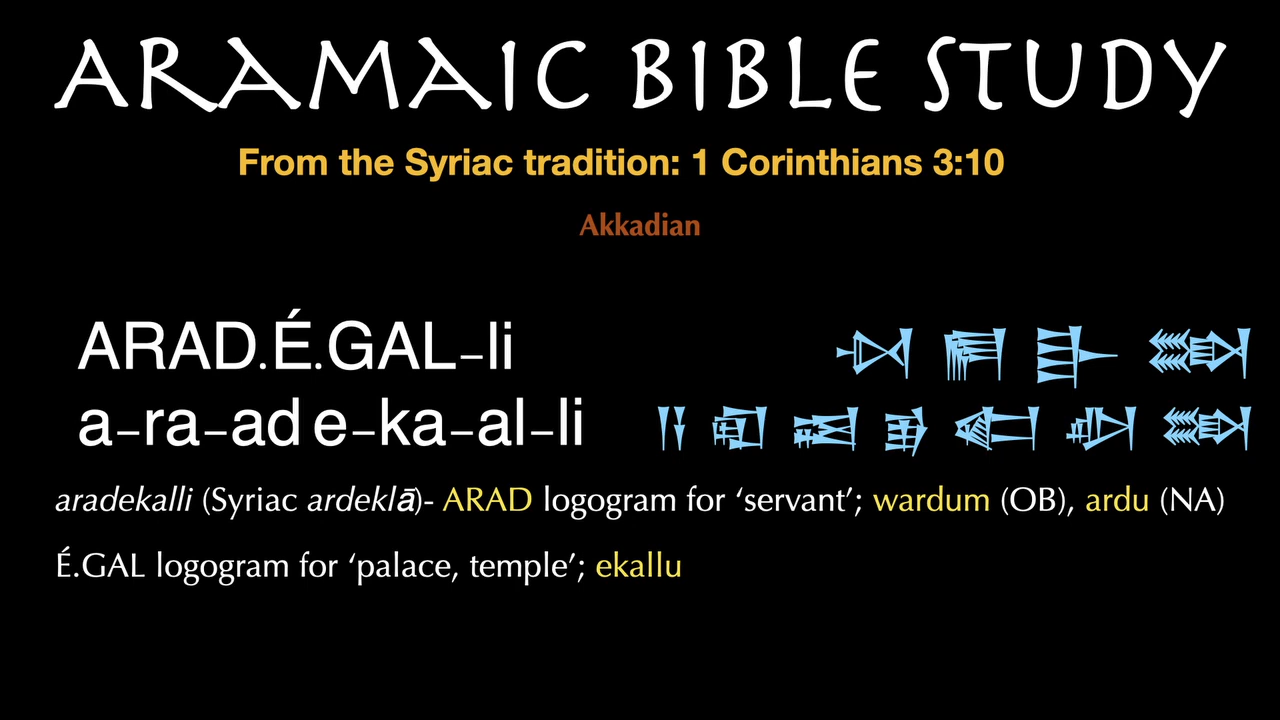 ARAMAIC BIBLE STUDY
From the Syriac tradition: 1 Corinthians 3:10
Akkadian
ARAD.É.GAL–li 𒀴 𒂍 𒃲 𒇷
a–ra–ad e–ka–al–li 𒀀 𒊏 𒀜 𒂊 𒀠 𒇷
aradekalli (Syriac ardeklā)- ARAD logogram for ‘servant’; wardum (OB), ardu (NA)
É.GAL logogram for ‘palace, temple’; ekallu